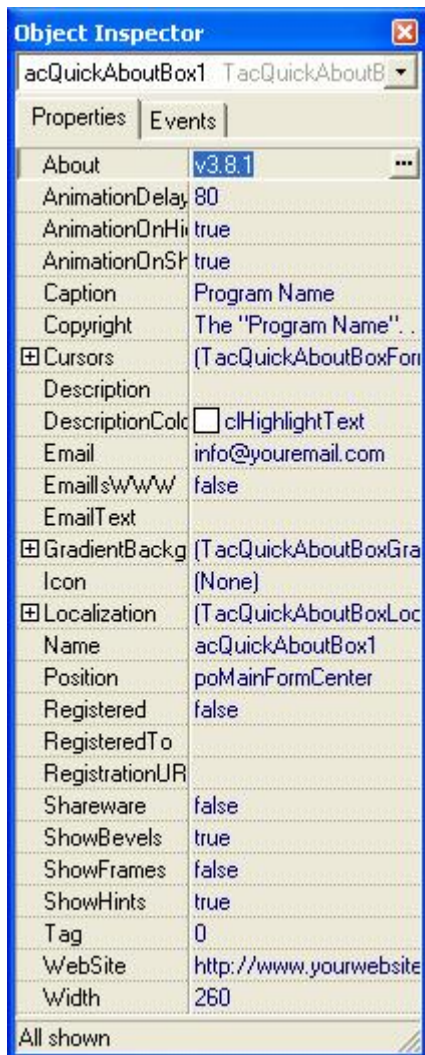 Object Inspector
acQuickAboutBox1 TacQuickAboutB
Properties Events
About v3.8.1 ...
AnimationDelay 80
AnimationOnHi true
AnimationOnSh true
Caption Program Name
Copyright The "Program Name". .
Cursors (TacQuickAboutBoxForm
Description
DescriptionColo clHighlightText
Email info@youremail.com
EmailIsWWW false
EmailText
GradientBackg (TacQuickAboutBoxGra
Icon (None)
Localization (TacQuickAboutBoxLoc
Name acQuickAboutBox1
Position poMainFormCenter
Registered false
RegisteredTo
RegistrationUR
Shareware false
ShowBevels true
ShowFrames false
ShowHints true
Tag 0
WebSite http://www.yourwebsite
Width 260
All shown